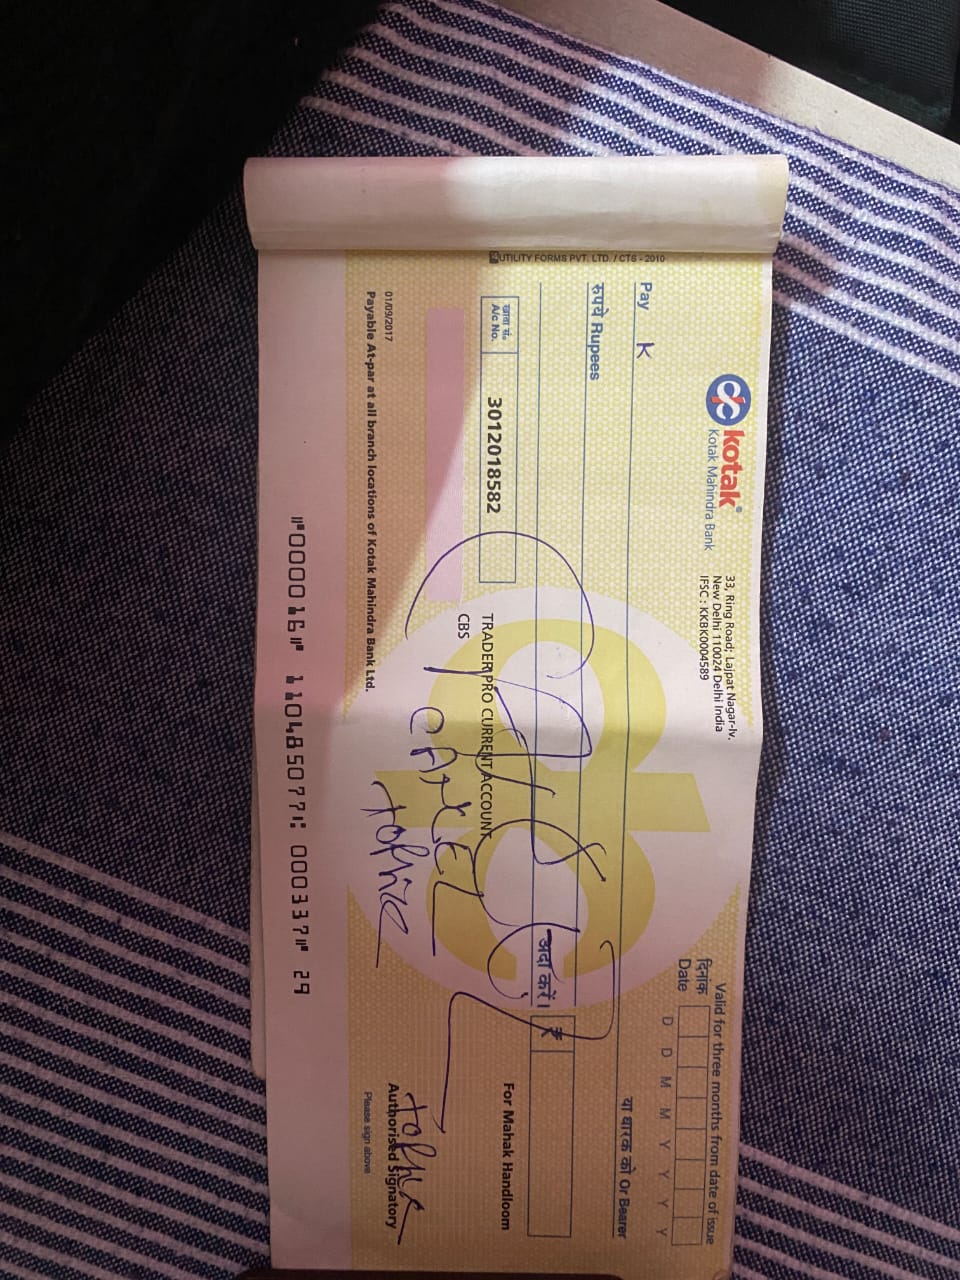 UTILITY FORMS PVT. LTD. / CTS - 2010
kotak®
Kotak Mahindra Bank
33, Ring Road, Lajpat Nagar-Iv.
New Delhi 110024 Delhi India
IFSC : KKBK0004589
Valid for three months from date of issue
दिनांक
Date
D D M M Y Y Y Y
Pay K
या धारक को Or Bearer
रुपये Rupees
अदा करें। ₹
खाता सं.
A/c No.
3012018582
TRADER PRO CURRENT ACCOUNT
CBS
For Mahak Handloom
CANCEL
01/09/2017
Payable At-par at all branch locations of Kotak Mahindra Bank Ltd.
Authorised Signatory
Please sign above
⑈000016⑈ 110485077⑆ 000337⑈ 29